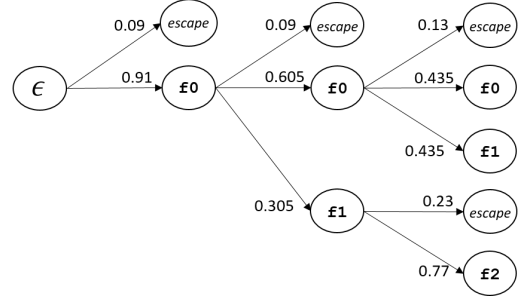 0.09 escape 0.09 escape 0.13 escape
ϵ 0.91 f0 0.605 f0 0.435 f0
0.435 f1
0.305 f1 0.23 escape
0.77 f2